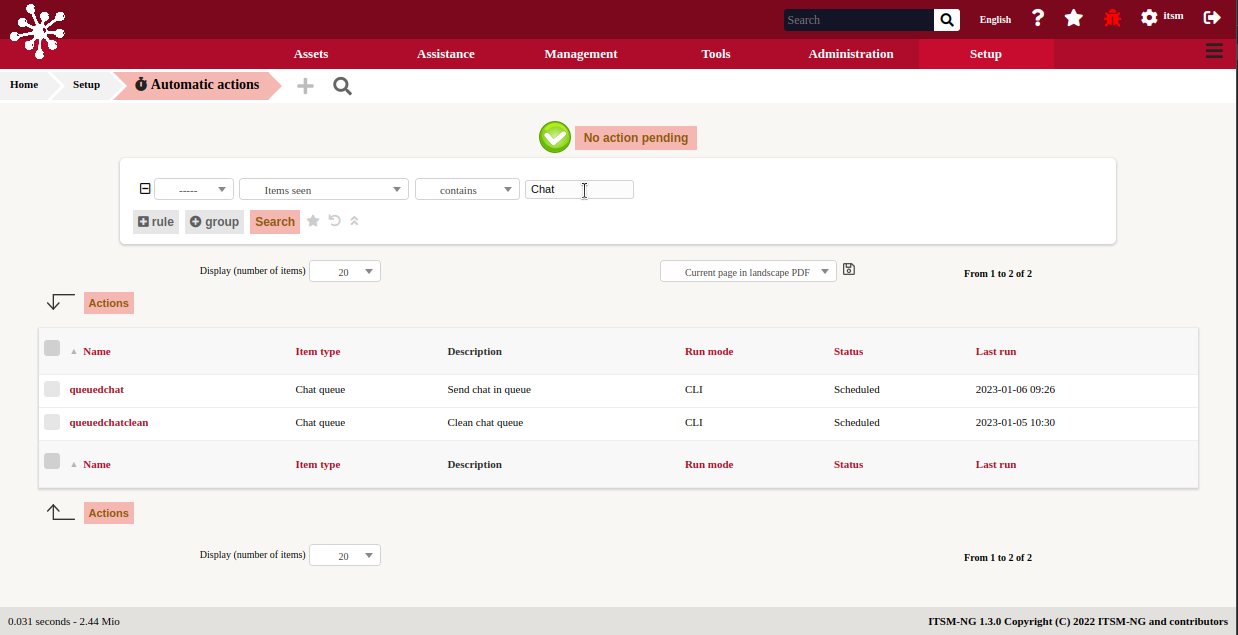 Search English ? itsm
Assets Assistance Management Tools Administration Setup
Home Setup Automatic actions
No action pending
----- Items seen contains Chat
rule group Search
Display (number of items) 20 Current page in landscape PDF From 1 to 2 of 2
Actions
Name Item type Description Run mode Status Last run
queuedchat Chat queue Send chat in queue CLI Scheduled 2023-01-06 09:26
queuedchatclean Chat queue Clean chat queue CLI Scheduled 2023-01-05 10:30
Name Item type Description Run mode Status Last run
Actions
Display (number of items) 20 From 1 to 2 of 2
0.031 seconds - 2.44 Mio ITSM-NG 1.3.0 Copyright (C) 2022 ITSM-NG and contributors